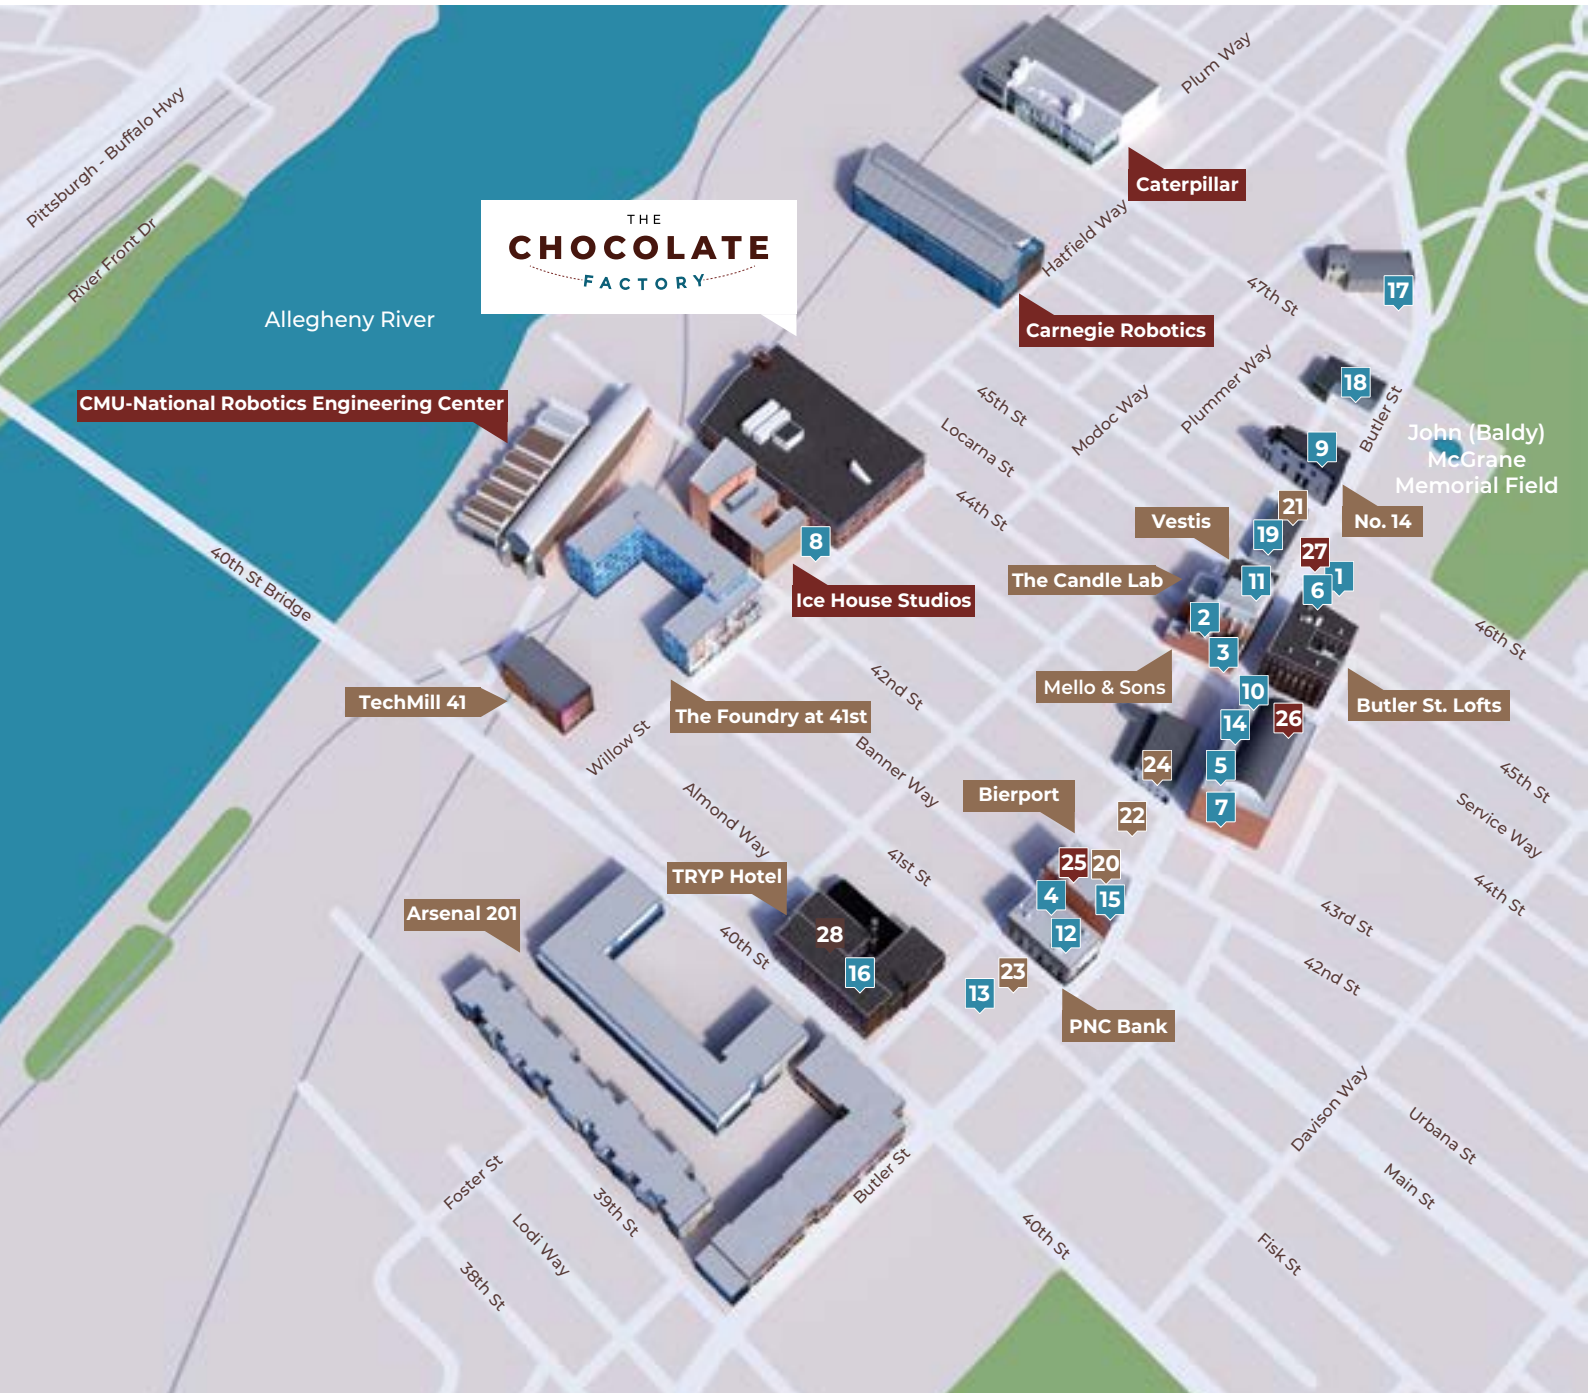 Plum Way
Pittsburgh - Buffalo Hwy
Caterpillar
THE
CHOCOLATE
FACTORY
Hatfield Way
River Front Dr
47th St
17
Allegheny River
Carnegie Robotics
Plummer Way
18
CMU-National Robotics Engineering Center
45th St
Modoc Way
Butler St
John (Baldy)
McGrane
Memorial Field
Locarna St
9
44th St
21
Vestis
No. 14
19
8
27
40th St Bridge
The Candle Lab
11
1
6
Ice House Studios
2
46th St
3
42nd St
Mello & Sons
10
TechMill 41
The Foundry at 41st
Butler St. Lofts
14
26
Willow St
Banner Way
24
5
45th St
Bierport
7
Almond Way
22
Service Way
41st St
25
20
TRYP Hotel
4
15
44th St
Arsenal 201
43rd St
28
12
40th St
16
23
42nd St
13
PNC Bank
Davison Way
Urbana St
Butler St
Foster St
Main St
39th St
Lodi Way
40th St
Fisk St
38th St